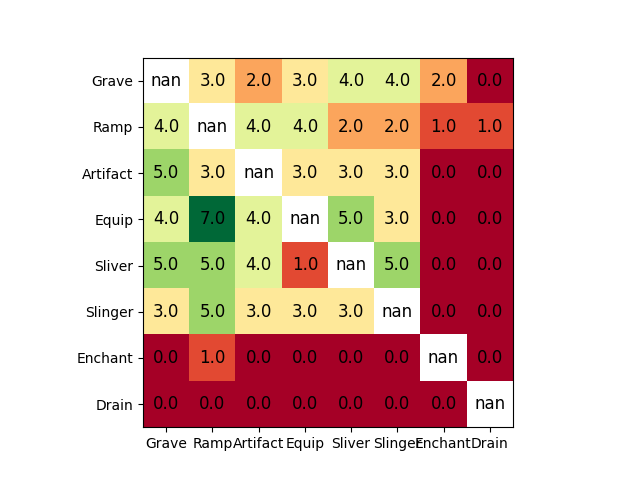 Grave nan 3.0 2.0 3.0 4.0 4.0 2.0 0.0
Ramp 4.0 nan 4.0 4.0 2.0 2.0 1.0 1.0
Artifact 5.0 3.0 nan 3.0 3.0 3.0 0.0 0.0
Equip 4.0 7.0 4.0 nan 5.0 3.0 0.0 0.0
Sliver 5.0 5.0 4.0 1.0 nan 5.0 0.0 0.0
Slinger 3.0 5.0 3.0 3.0 3.0 nan 0.0 0.0
Enchant 0.0 1.0 0.0 0.0 0.0 0.0 nan 0.0
Drain 0.0 0.0 0.0 0.0 0.0 0.0 0.0 nan
Grave Ramp Artifact Equip Sliver Slinger Enchant Drain